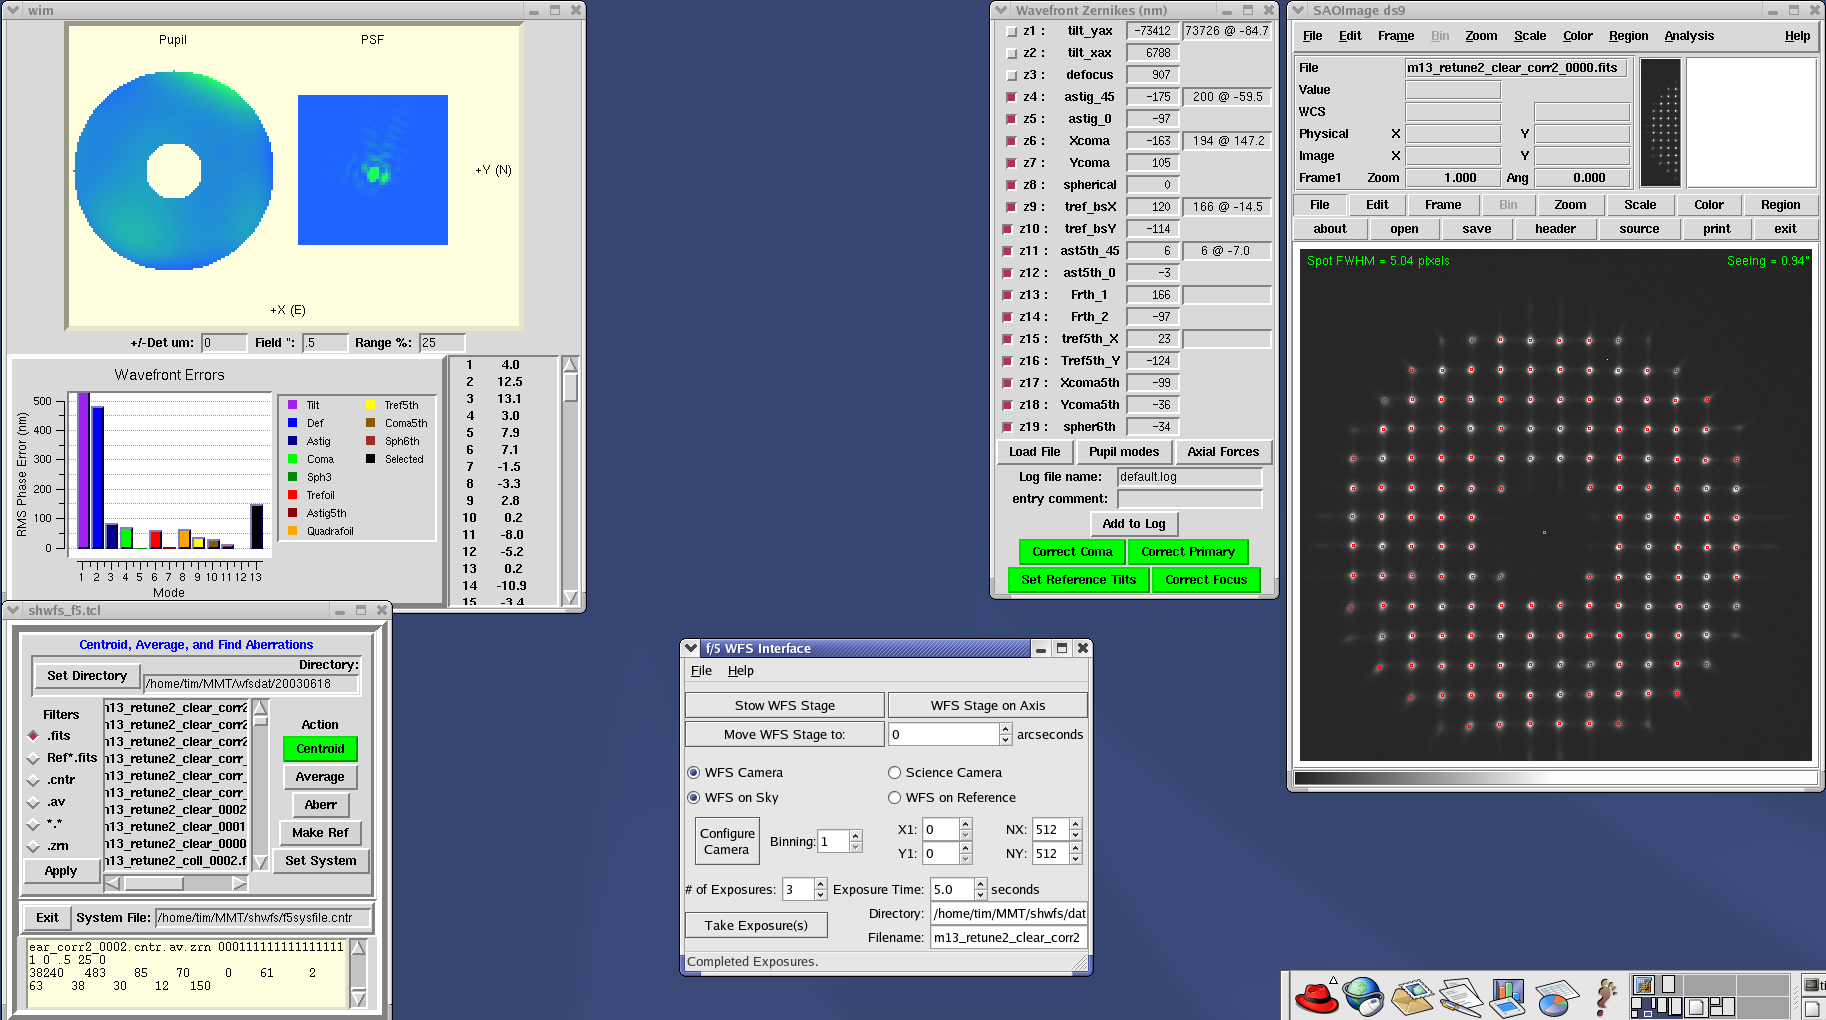 wim
Pupil
PSF
+Y (N)
+X (E)
+/-Det um: 0 Field ": .5 Range %: 25
Wavefront Errors
RMS Phase Error (nm)
500
400
300
200
100
0
1 2 3 4 5 6 7 8 9 10 11 12 13
Mode
Tilt
Def
Astig
Coma
Sph3
Trefoil
Astig5th
Quadrafoil
Tref5th
Coma5th
Sph6th
Selected
1 4.0
2 12.5
3 13.1
4 3.0
5 7.9
6 7.1
7 -1.5
8 -3.3
9 2.8
10 0.2
11 -8.0
12 -5.2
13 0.2
14 -10.9
15 -3.4
shwfs_f5.tcl
Centroid, Average, and Find Aberrations
Directory:
Set Directory /home/tim/MMT/wfsdat/20030618
Filters
.fits
Ref*.fits
.cntr
.av
*.*
.zrn
Apply
n13_retune2_clear_corr2
n13_retune2_clear_corr2
n13_retune2_clear_corr2
n13_retune2_clear_corr_
n13_retune2_clear_corr_
n13_retune2_clear_corr_
n13_retune2_clear_0002
n13_retune2_clear_0001
n13_retune2_clear_0000
n13_retune2_coll_0002.f
Action
Centroid
Average
Aberr
Make Ref
Set System
Exit System File: /home/tim/MMT/shwfs/f5sysfile.cntr
ear_corr2_0002.cntr.av.zrn 0001111111111111111
1 0 .5 25 0
38240 483 85 70 0 61 2
63 38 30 12 150
Wavefront Zernikes (nm)
z1 : tilt_yax -73412 73726 @ -84.7
z2 : tilt_xax 6788
z3 : defocus 907
z4 : astig_45 -175 200 @ -59.5
z5 : astig_0 -97
z6 : Xcoma -163 194 @ 147.2
z7 : Ycoma 105
z8 : spherical 0
z9 : tref_bsX 120 166 @ -14.5
z10 : tref_bsY -114
z11 : ast5th_45 6 6 @ -7.0
z12 : ast5th_0 -3
z13 : Frth_1 166
z14 : Frth_2 -97
z15 : tref5th_X 23
z16 : Tref5th_Y -124
z17 : Xcoma5th -99
z18 : Ycoma5th -36
z19 : spher6th -34
Load File Pupil modes Axial Forces
Log file name: default.log
entry comment:
Add to Log
Correct Coma Correct Primary
Set Reference Tilts Correct Focus
f/5 WFS Interface
File Help
Stow WFS Stage WFS Stage on Axis
Move WFS Stage to: 0 arcseconds
WFS Camera Science Camera
WFS on Sky WFS on Reference
Configure Camera Binning: 1 X1: 0 NX: 512
Y1: 0 NY: 512
# of Exposures: 3 Exposure Time: 5.0 seconds
Directory: /home/tim/MMT/shwfs/dat
Take Exposure(s)
Filename: m13_retune2_clear_corr2
Completed Exposures.
SAOImage ds9
File Edit Frame Bin Zoom Scale Color Region Analysis Help
File m13_retune2_clear_corr2_0000.fits
Value
WCS
Physical X Y
Image X Y
Frame1 Zoom 1.000 Ang 0.000
File Edit Frame Bin Zoom Scale Color Region
about open save header source print exit
Spot FWHM = 5.04 pixels Seeing = 0.94"
ti